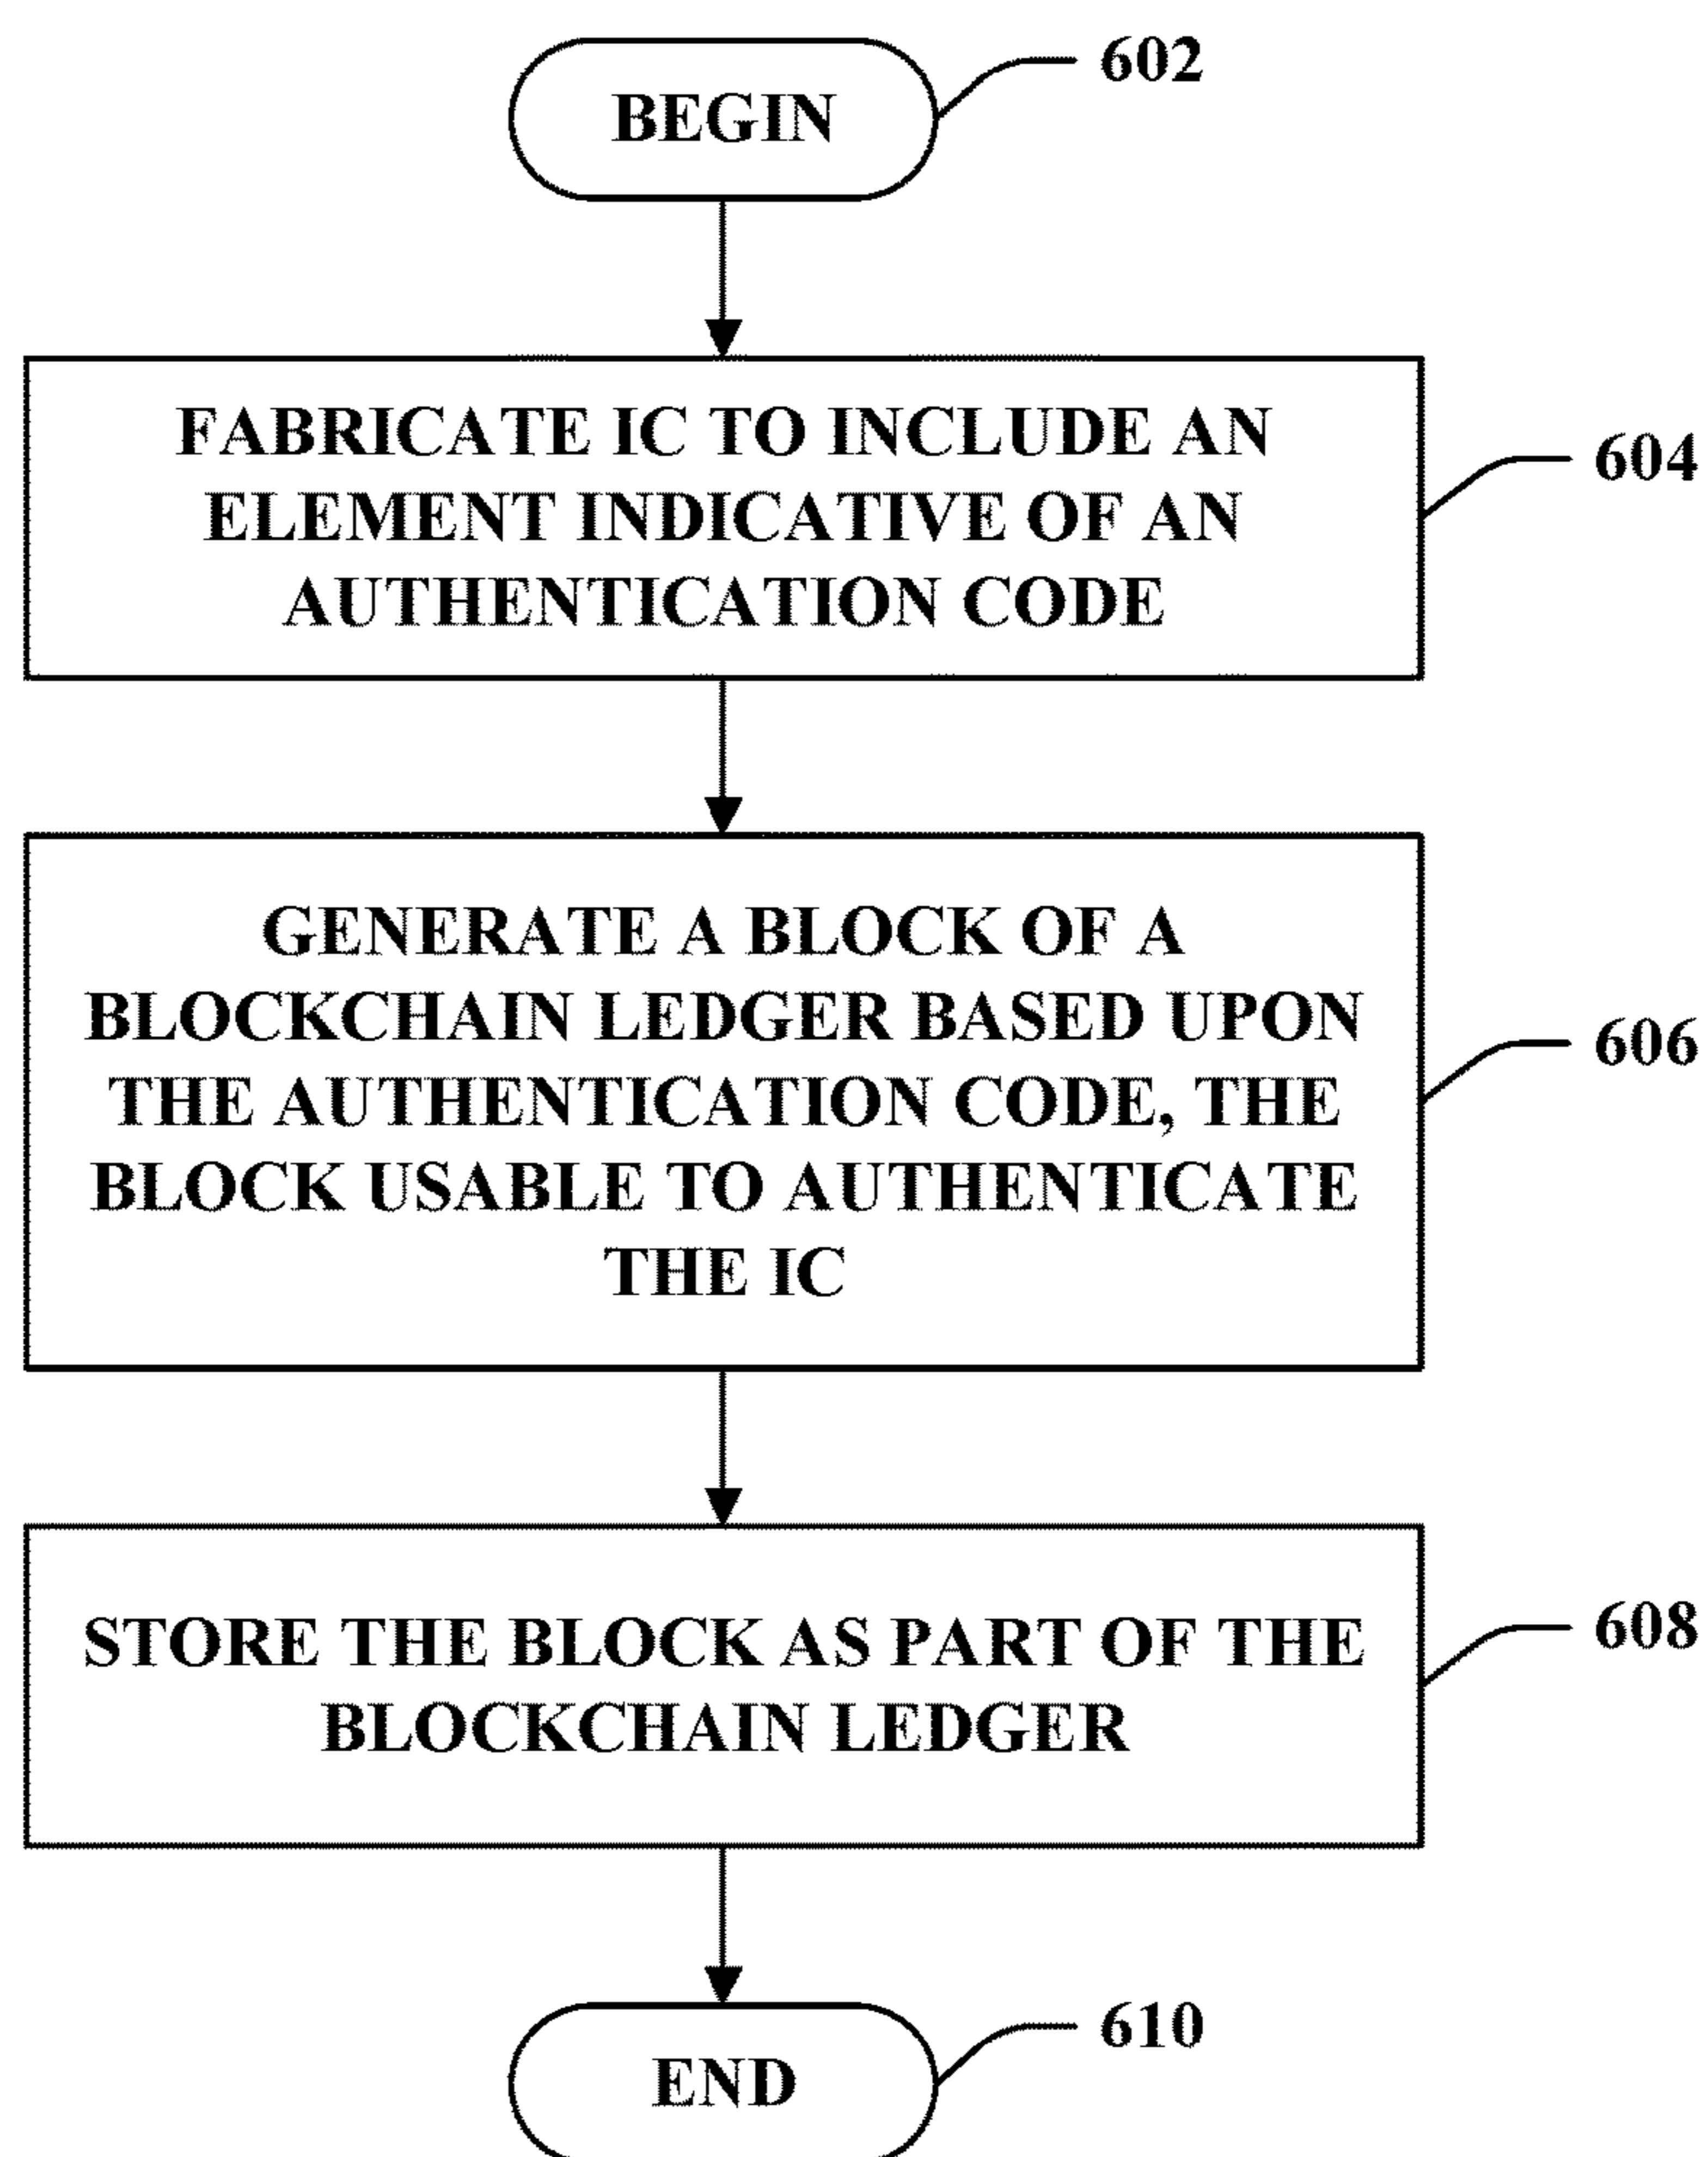 BEGIN
602
FABRICATE IC TO INCLUDE AN
ELEMENT INDICATIVE OF AN
AUTHENTICATION CODE
604
GENERATE A BLOCK OF A
BLOCKCHAIN LEDGER BASED UPON
THE AUTHENTICATION CODE, THE
BLOCK USABLE TO AUTHENTICATE
THE IC
606
STORE THE BLOCK AS PART OF THE
BLOCKCHAIN LEDGER
608
END
610